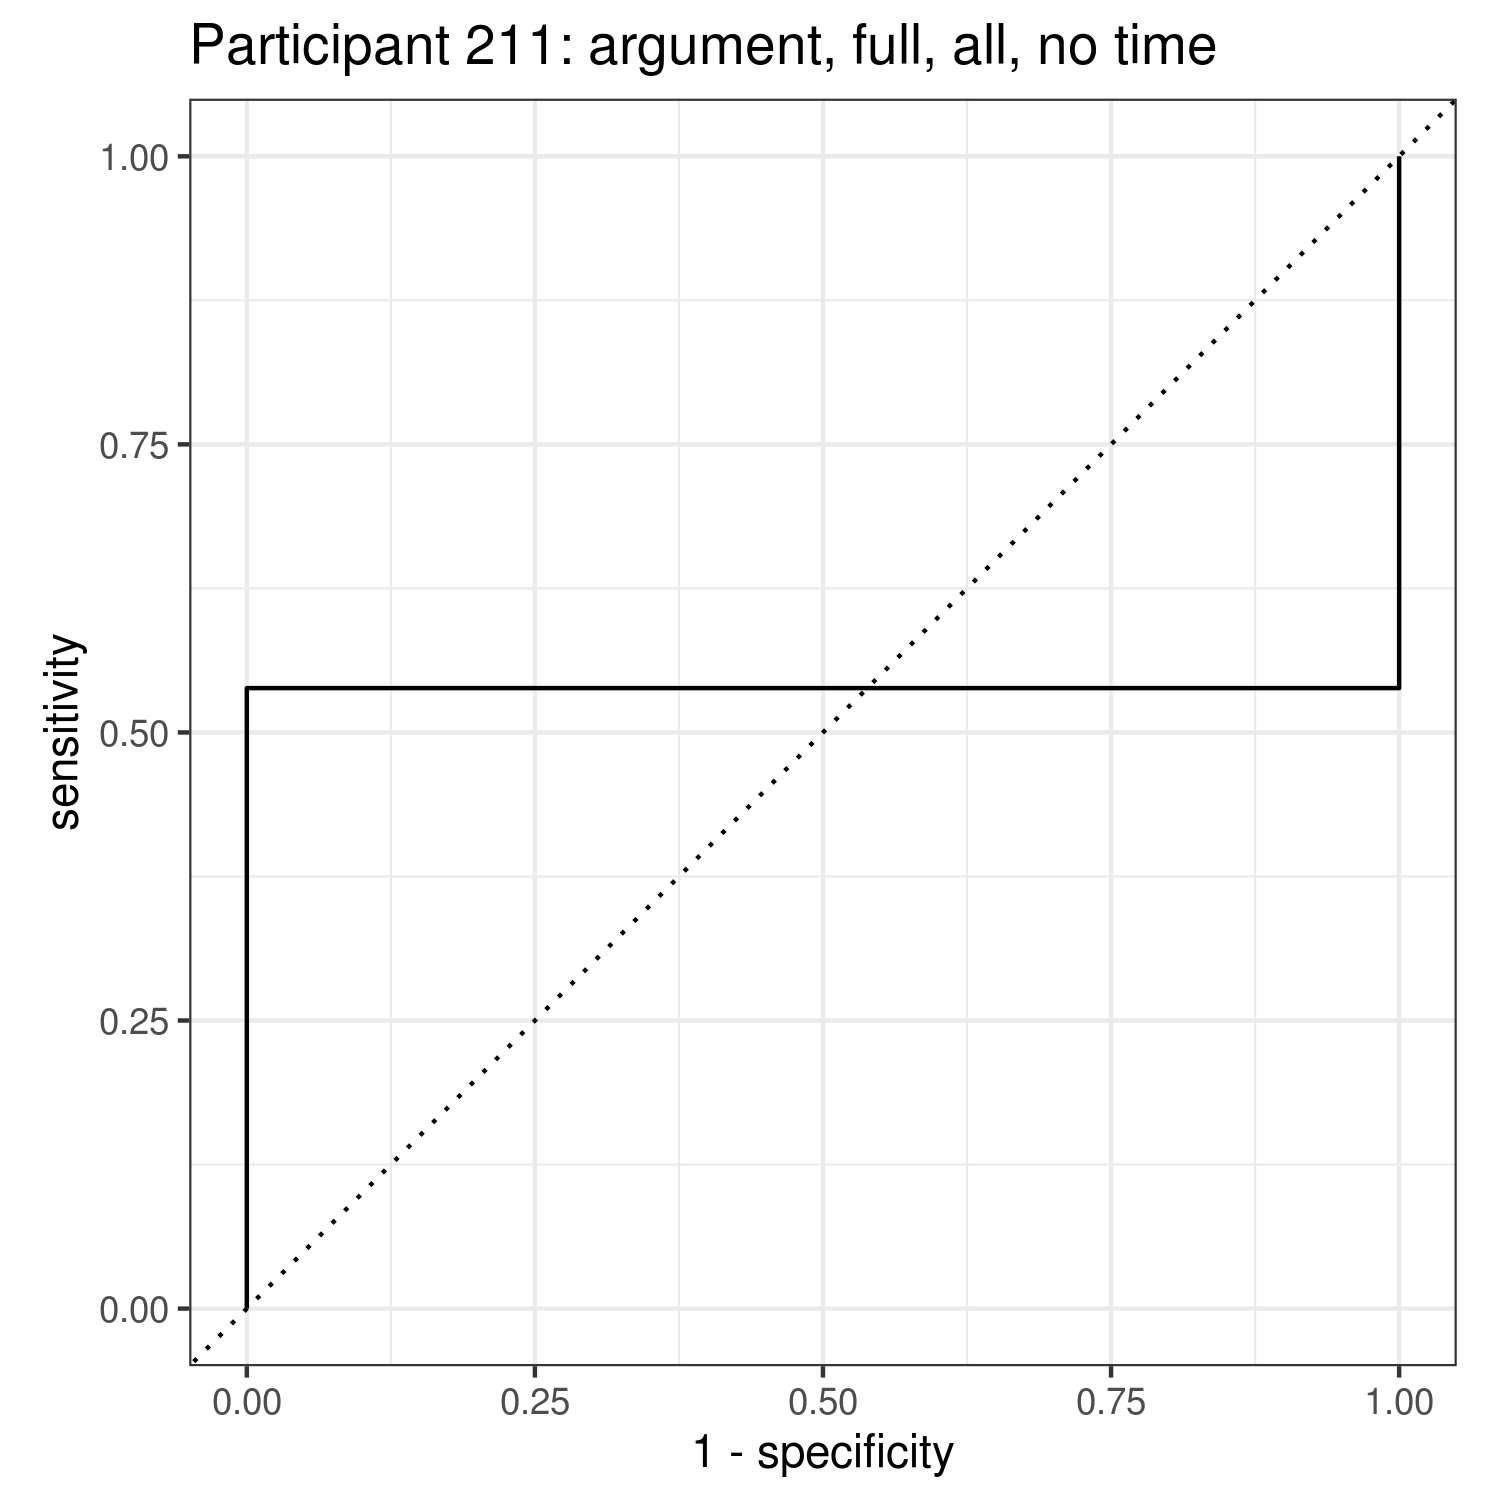 Participant 211: argument, full, all, no time
1.00
0.75
0.50
0.25
0.00
sensitivity
0.00 0.25 0.50 0.75 1.00
1 - specificity